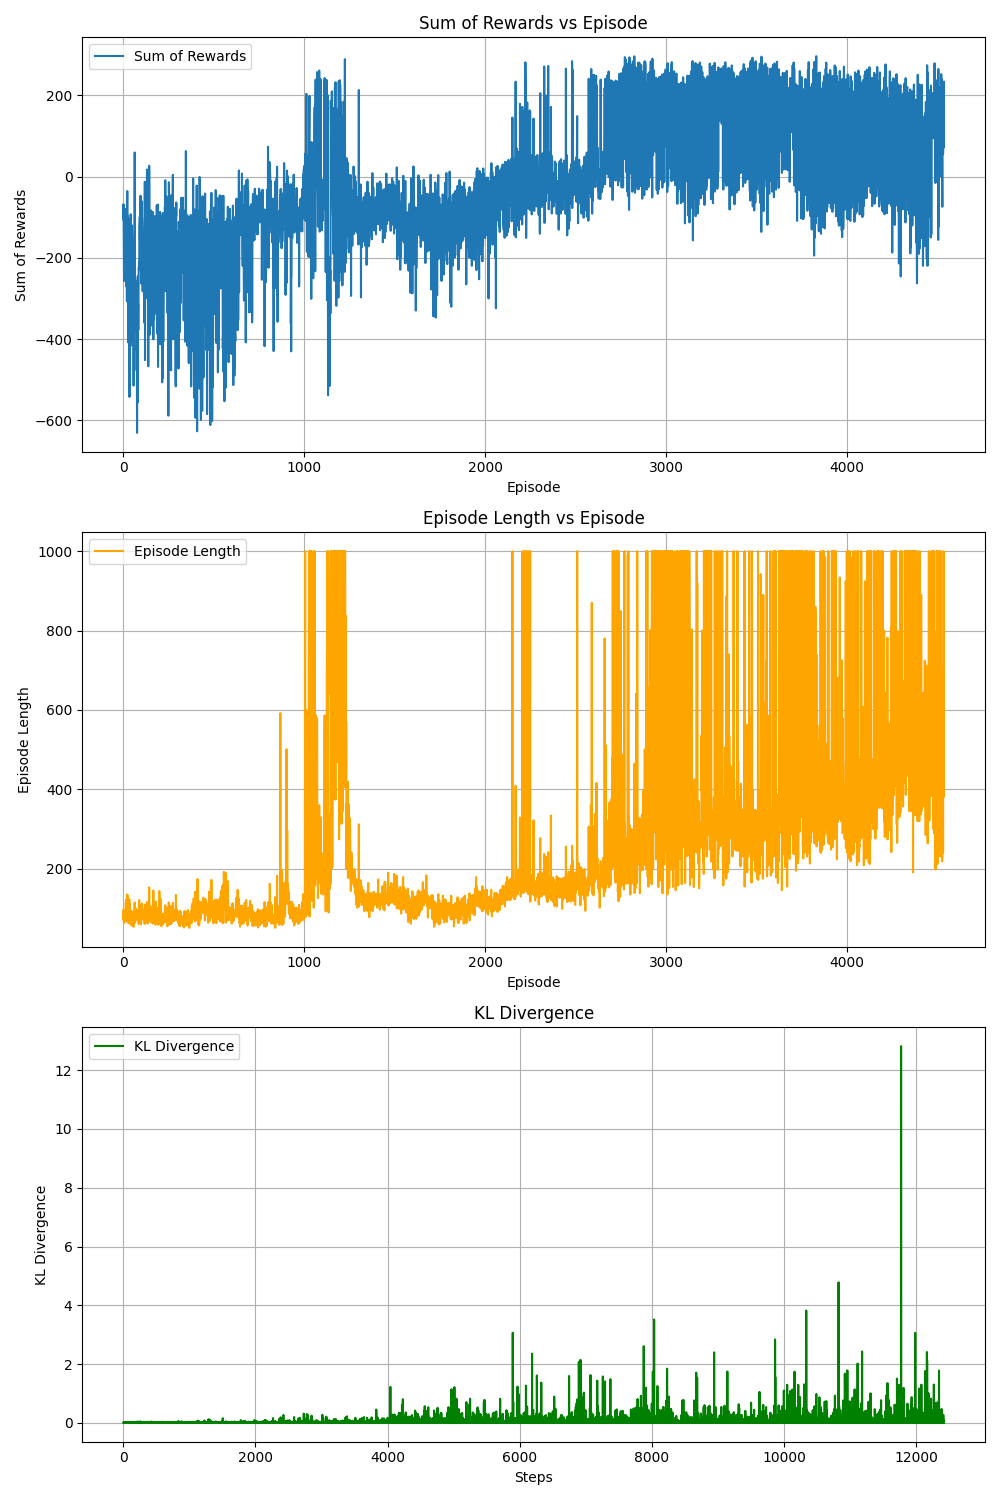 Sum of Rewards vs Episode
Sum of Rewards
200
0
−200
−400
−600
Sum of Rewards
0 1000 2000 3000 4000
Episode
Episode Length vs Episode
Episode Length
1000
800
600
400
200
Episode Length
0 1000 2000 3000 4000
Episode
KL Divergence
KL Divergence
12
10
8
6
4
2
0
KL Divergence
0 2000 4000 6000 8000 10000 12000
Steps